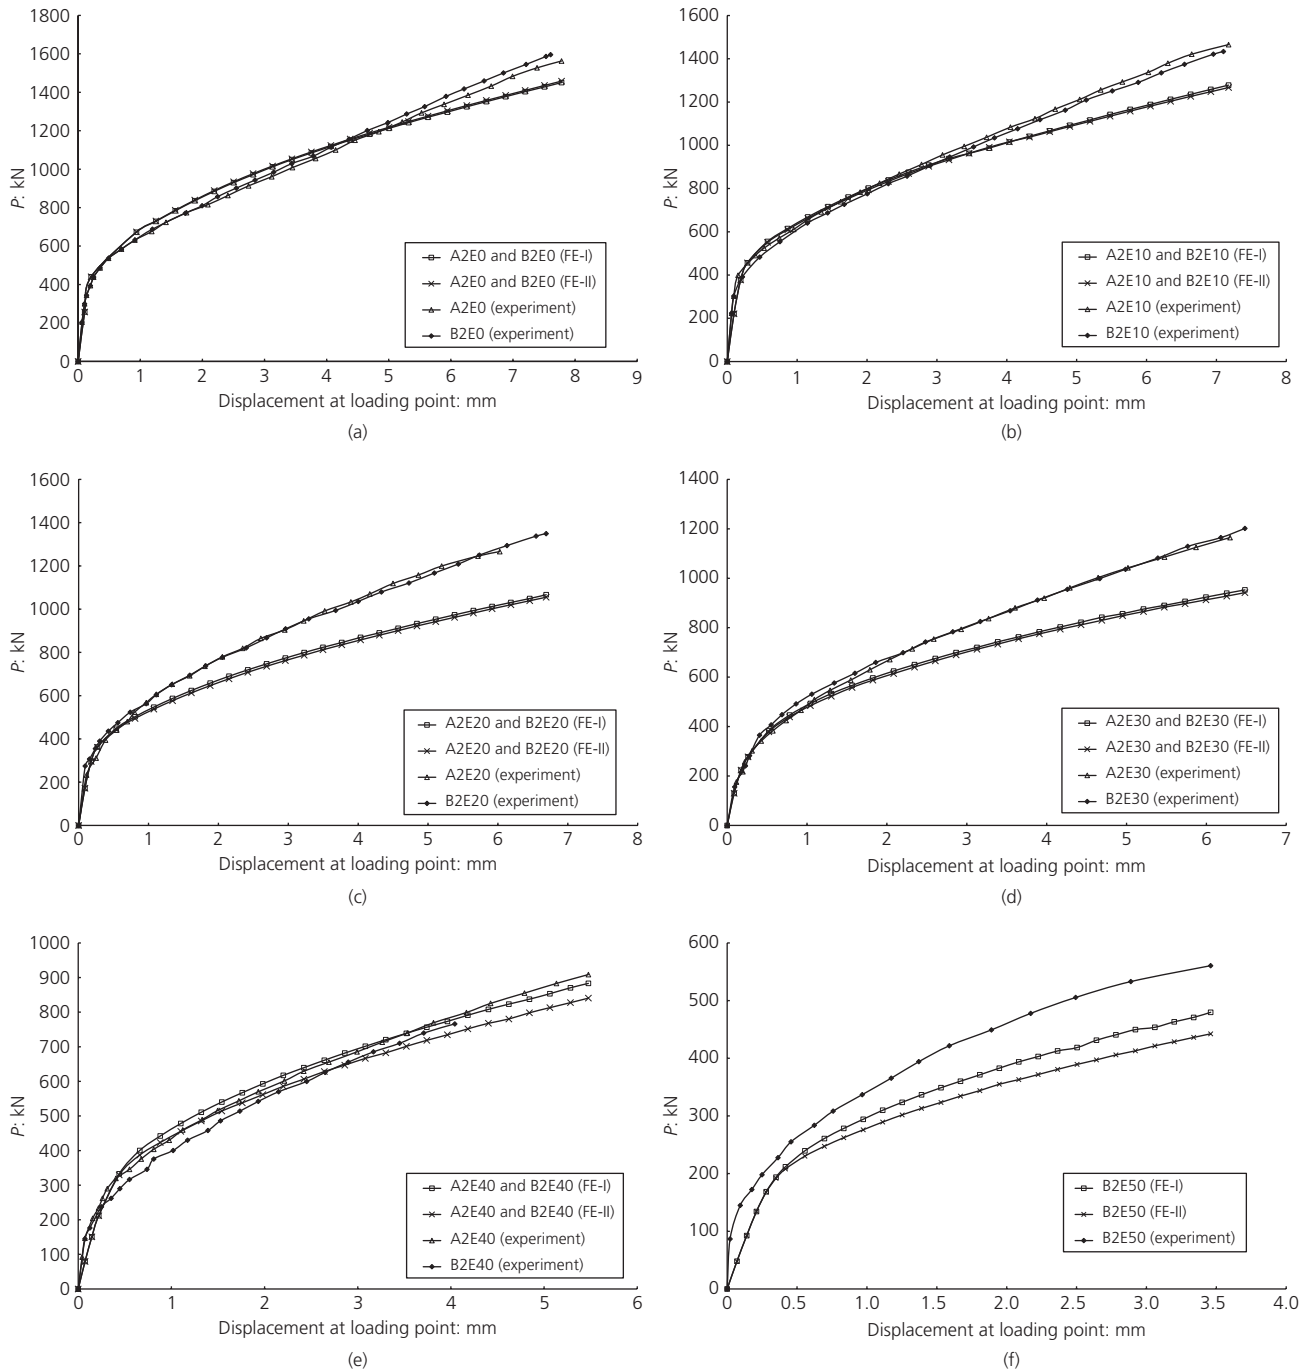 1800
1600
1400
1200
1000
800
600
400
200
0
P: kN
0 1 2 3 4 5 6 7 8 9
Displacement at loading point: mm
(a)
A2E0 and B2E0 (FE-I)
A2E0 and B2E0 (FE-II)
A2E0 (experiment)
B2E0 (experiment)
1600
1400
1200
1000
800
600
400
200
0
P: kN
0 1 2 3 4 5 6 7 8
Displacement at loading point: mm
(b)
A2E10 and B2E10 (FE-I)
A2E10 and B2E10 (FE-II)
A2E10 (experiment)
B2E10 (experiment)
1600
1400
1200
1000
800
600
400
200
0
P: kN
0 1 2 3 4 5 6 7 8
Displacement at loading point: mm
(c)
A2E20 and B2E20 (FE-I)
A2E20 and B2E20 (FE-II)
A2E20 (experiment)
B2E20 (experiment)
1400
1200
1000
800
600
400
200
0
P: kN
0 1 2 3 4 5 6 7
Displacement at loading point: mm
(d)
A2E30 and B2E30 (FE-I)
A2E30 and B2E30 (FE-II)
A2E30 (experiment)
B2E30 (experiment)
1000
900
800
700
600
500
400
300
200
100
0
P: kN
0 1 2 3 4 5 6
Displacement at loading point: mm
(e)
A2E40 and B2E40 (FE-I)
A2E40 and B2E40 (FE-II)
A2E40 (experiment)
B2E40 (experiment)
600
500
400
300
200
100
0
P: kN
0 0.5 1.0 1.5 2.0 2.5 3.0 3.5 4.0
Displacement at loading point: mm
(f)
B2E50 (FE-I)
B2E50 (FE-II)
B2E50 (experiment)